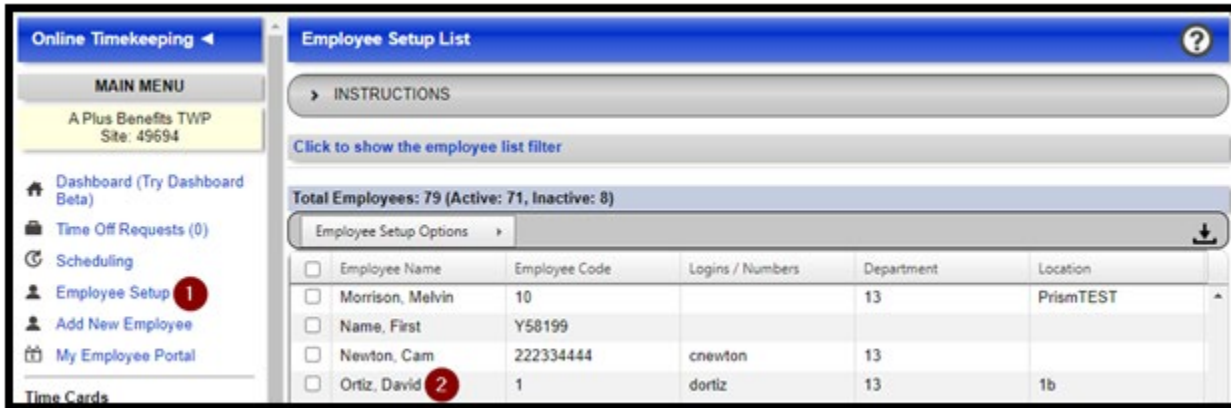 Online Timekeeping ◄
MAIN MENU
A Plus Benefits TWP
Site: 49694
Dashboard (Try Dashboard
Beta)
Time Off Requests (0)
Scheduling
Employee Setup 1
Add New Employee
My Employee Portal
Time Cards
Employee Setup List ?
INSTRUCTIONS
Click to show the employee list filter
Total Employees: 79 (Active: 71, Inactive: 8)
Employee Setup Options
Employee Name Employee Code Logins / Numbers Department Location
Morrison, Melvin 10 13 PrismTEST
Name, First Y58199
Newton, Cam 222334444 cnewton 13
Ortiz, David 2 1 dortiz 13 1b